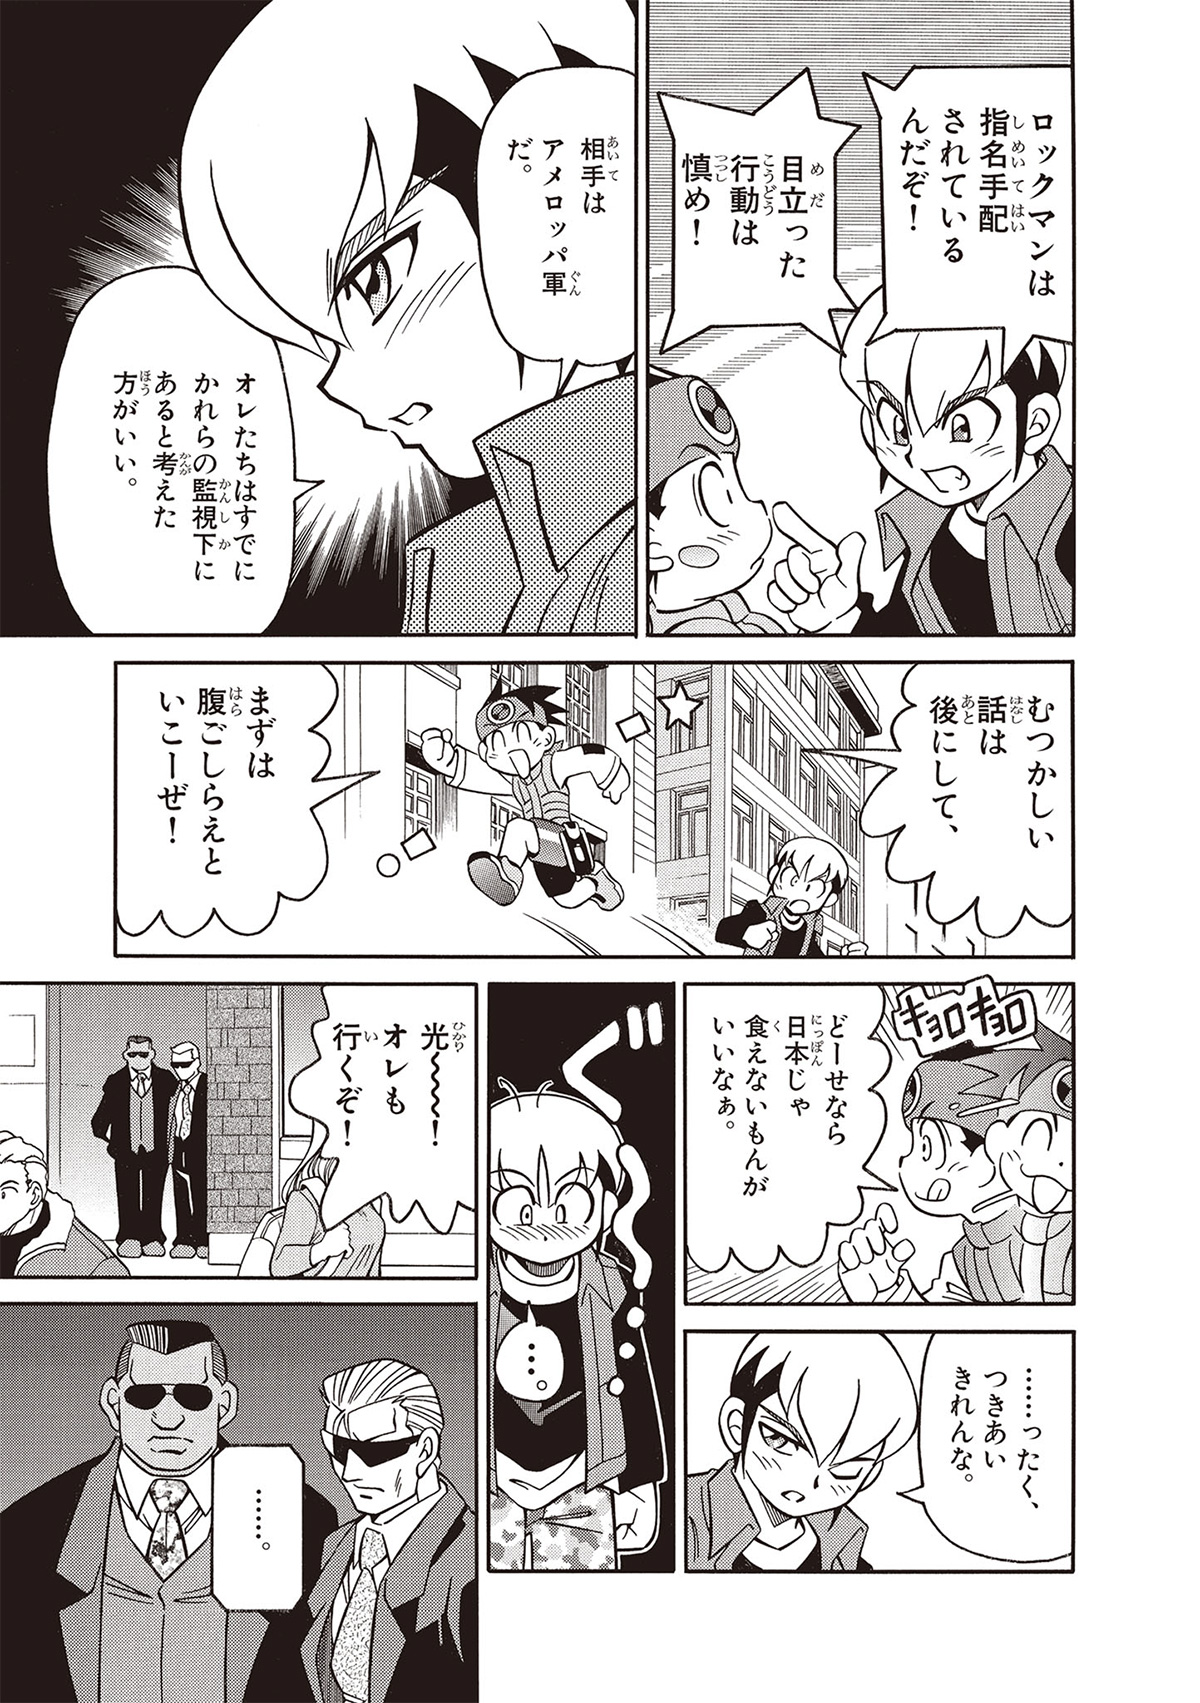 ロックマンは
指名手配
されている
んだぞ！
目立った
行動は
慎め！
相手は
アメロッパ軍
だ。
オレたちはすでに
かれらの監視下に
あると考えた
方がいい。
むつかしい
話は
後にして、
まずは
腹ごしらえと
いこーぜ！
キョロキョロ
どーせなら
日本じゃ
食えないもんが
いいなぁ。
……ったく、
つきあい
きれんな。
…。
光〜〜〜！
オレも
行くぞ！
……。